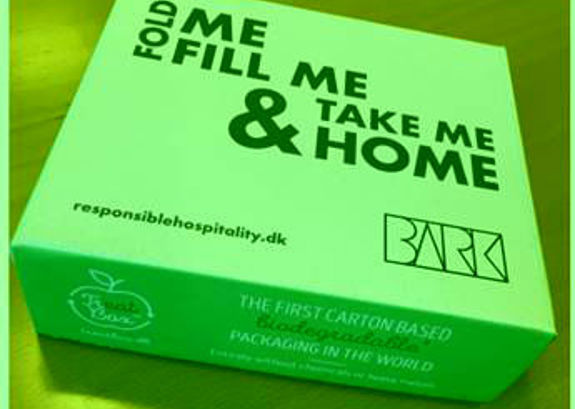 FOLD ME
FILL ME
& TAKE ME
HOME
responsiblehospitality.dk
BARK
Treat
Box
THE FIRST CARTON BASED
biodegradable*
PACKAGING IN THE WORLD